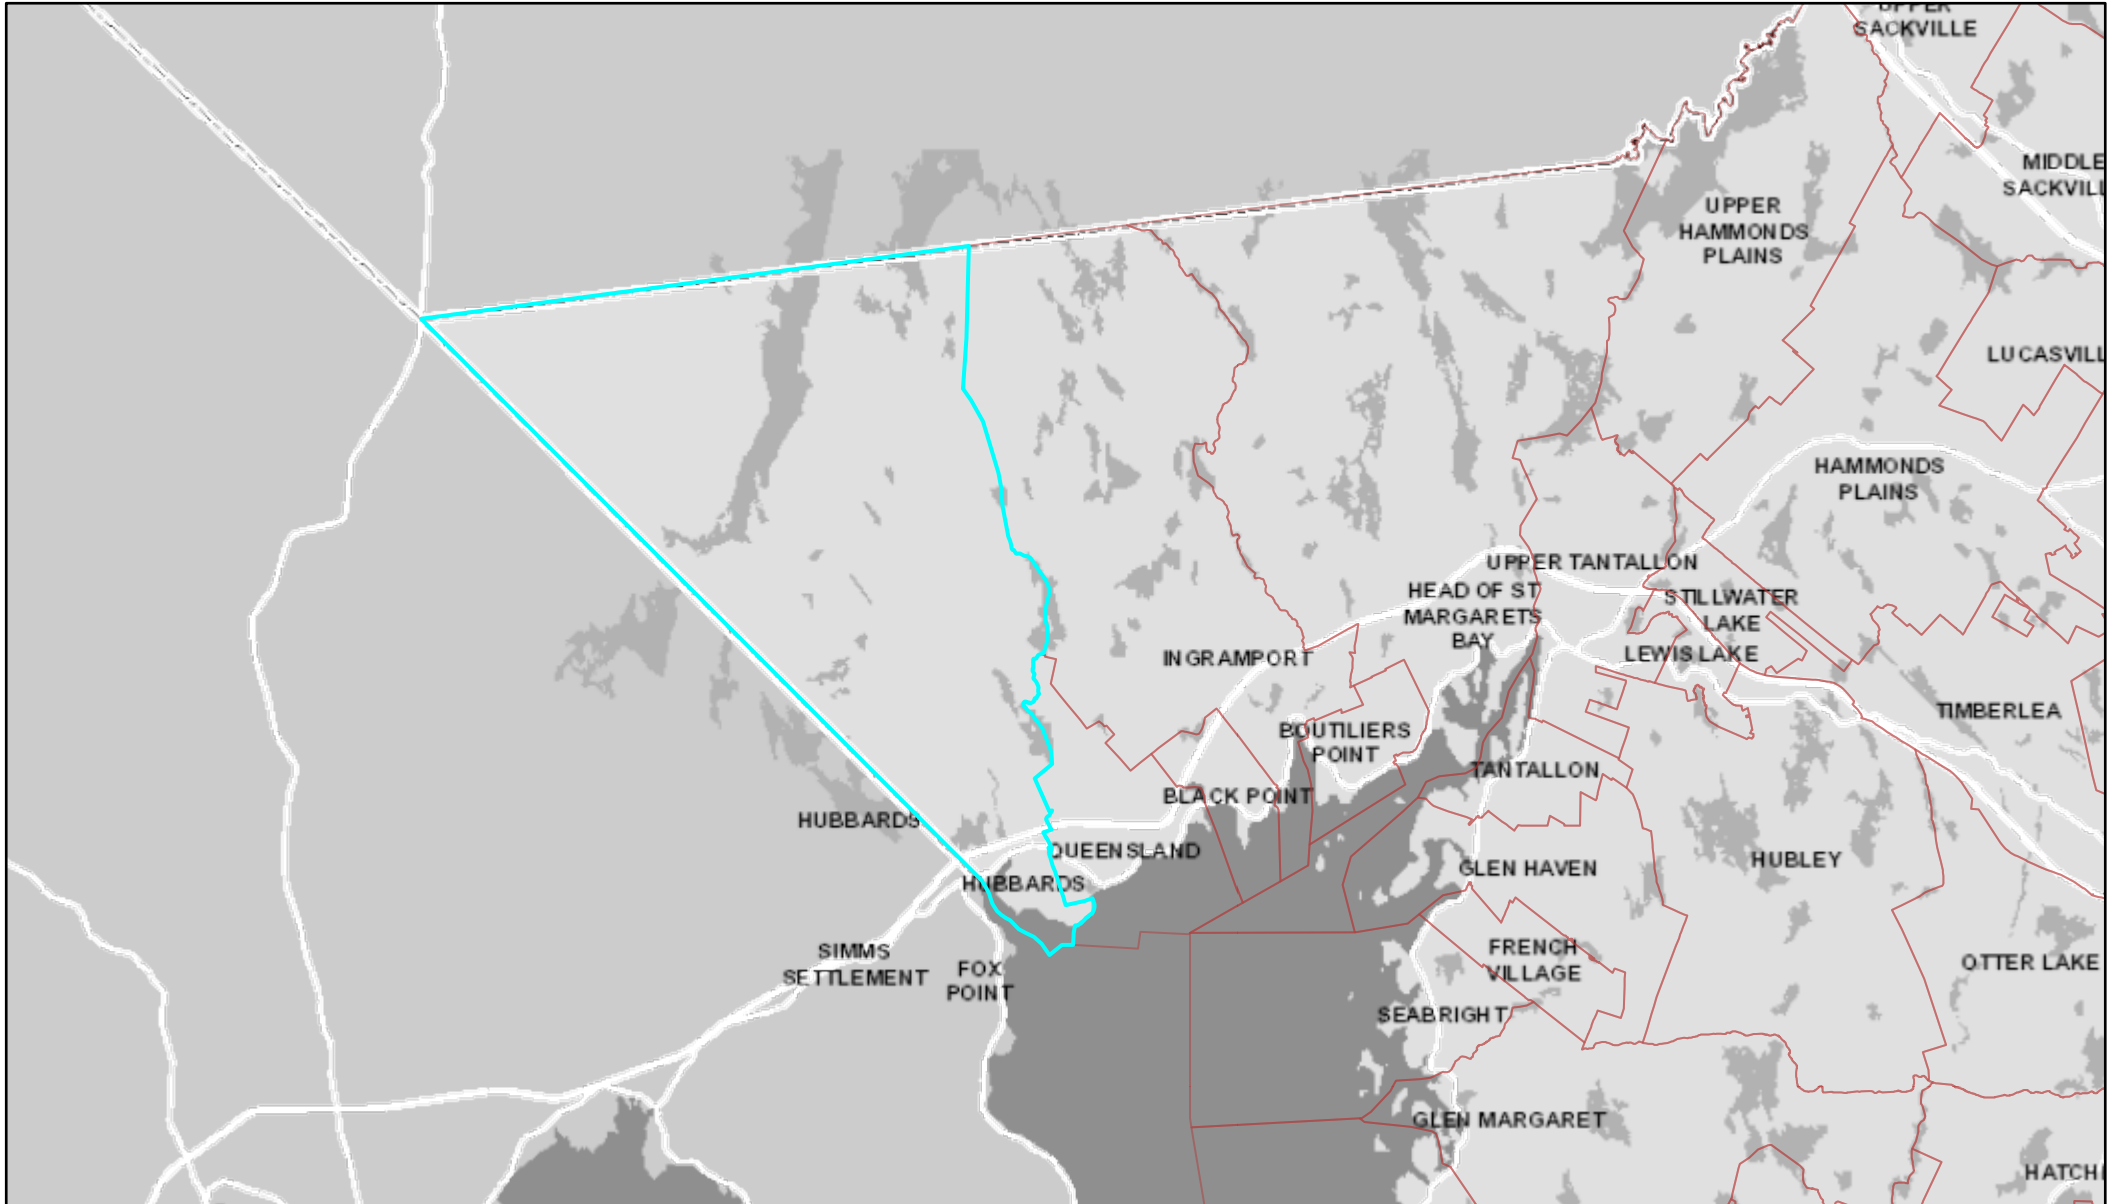 UPPER
SACKVILLE
MIDDLE
SACKVILL
UPPER
HAMMONDS
PLAINS
LUCASVILL
HAMMONDS
PLAINS
UPPER TANTALLON
HEAD OF ST
MARGARETS
BAY
STILLWATER
LAKE
LEWIS LAKE
INGRAMPORT
TIMBERLEA
BOUTILIERS
POINT
TANTALLON
BLACK POINT
HUBBARDS
QUEENSLAND
HUBLEY
GLEN HAVEN
HUBBARDS
SIMMS
SETTLEMENT
FOX
POINT
FRENCH
VILLAGE
OTTER LAKE
SEABRIGHT
GLEN MARGARET
HATCH